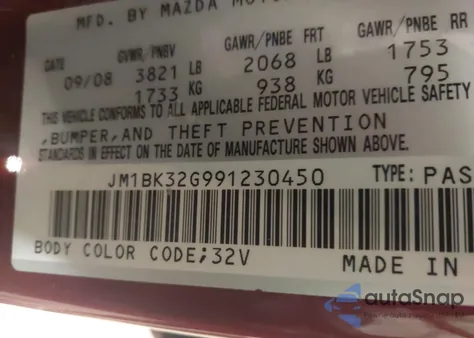 MFD. BY MAZDA MOTOR
DATE GVWR/PNBV GAWR/PNBE FRT GAWR/PNBE RR
09/08 3821 LB 2068 LB 1753
1733 KG 938 KG 795
THIS VEHICLE CONFORMS TO ALL APPLICABLE FEDERAL MOTOR VEHICLE SAFETY
,BUMPER,AND THEFT PREVENTION
STANDARDS IN EFFECT ON THE DATE OF MANUFACTURE SHOWN ABOVE.
JM1BK32G991230450 TYPE: PAS
BODY COLOR CODE;32V
MADE IN
autoSnap